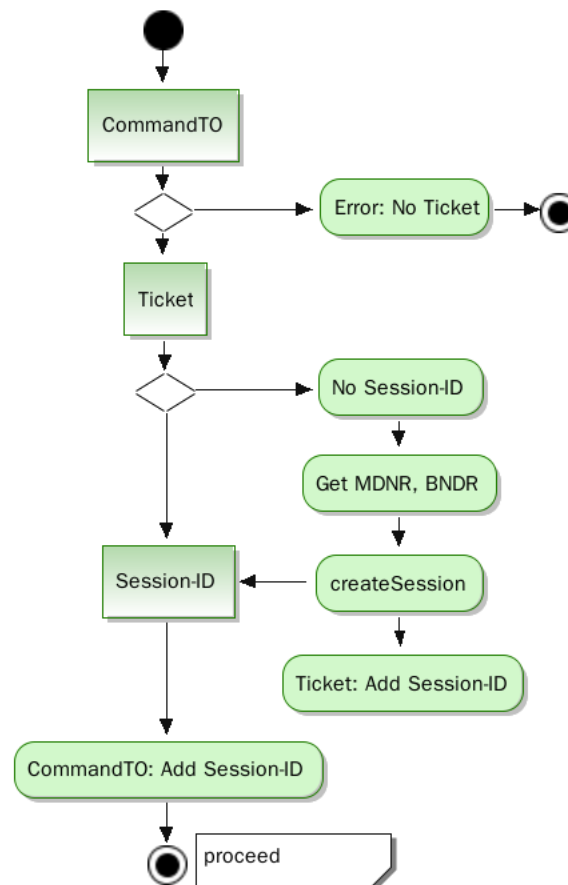 CommandTO
Error: No Ticket
Ticket
No Session-ID
Get MDNR, BNDR
Session-ID
createSession
Ticket: Add Session-ID
CommandTO: Add Session-ID
proceed